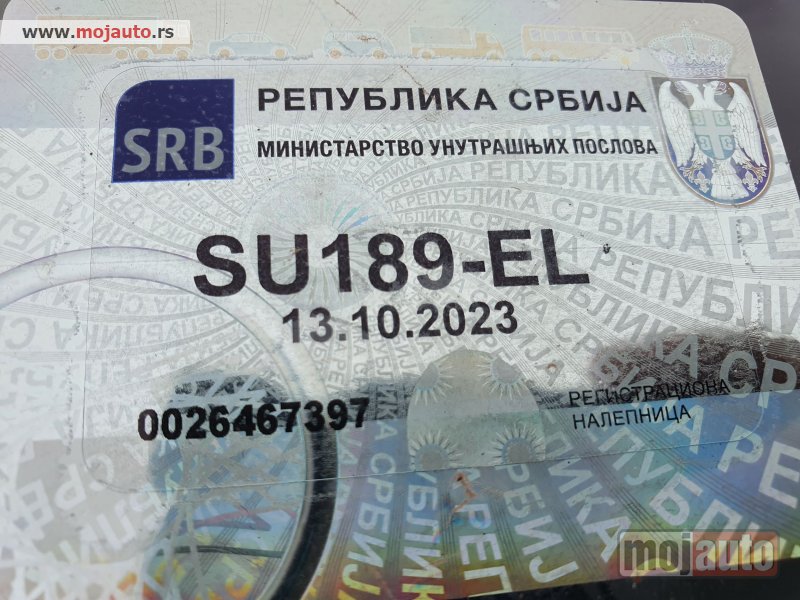 www.mojauto.rs
SRB
РЕПУБЛИКА СРБИЈА
МИНИСТАРСТВО УНУТРАШЊИХ ПОСЛОВА
SU189-EL
13.10.2023
0026467397
РЕГИСТРАЦИОНА
НАЛЕПНИЦА
mojauto